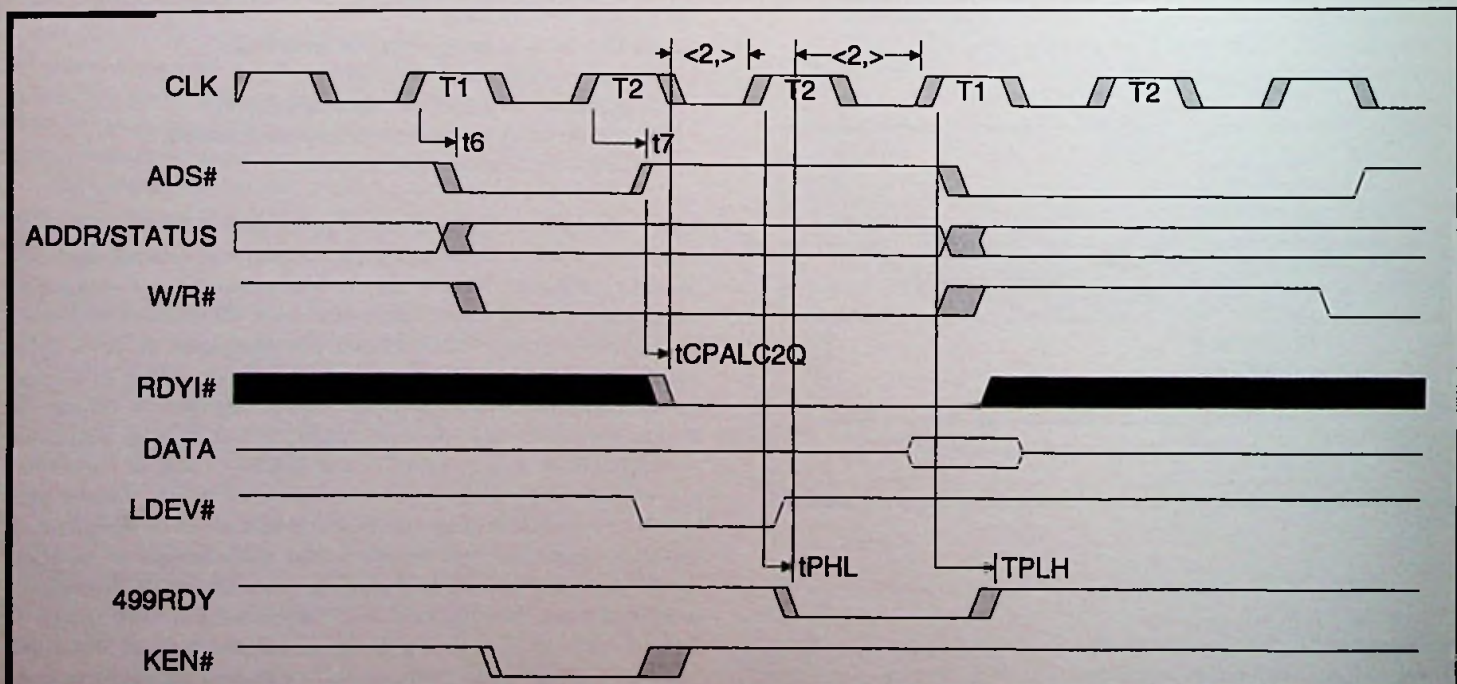 <2,> <2,>
CLK T1 T2 T2 T1 T2
t6 t7
ADS#
ADDR/STATUS
W/R#
tCPALC2Q
RDYI#
DATA
LDEV#
tPHL TPLH
499RDY
KEN#